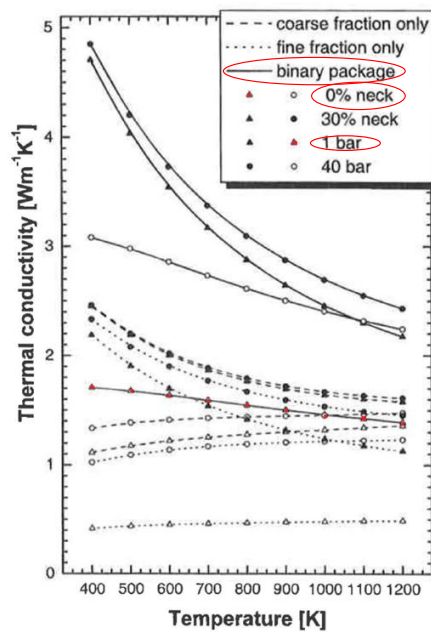 coarse fraction only
fine fraction only
binary package
0% neck
30% neck
1 bar
40 bar
Thermal conductivity [Wm⁻¹K⁻¹]
5
4
3
2
1
0
400 500 600 700 800 900 1000 1100 1200
Temperature [K]